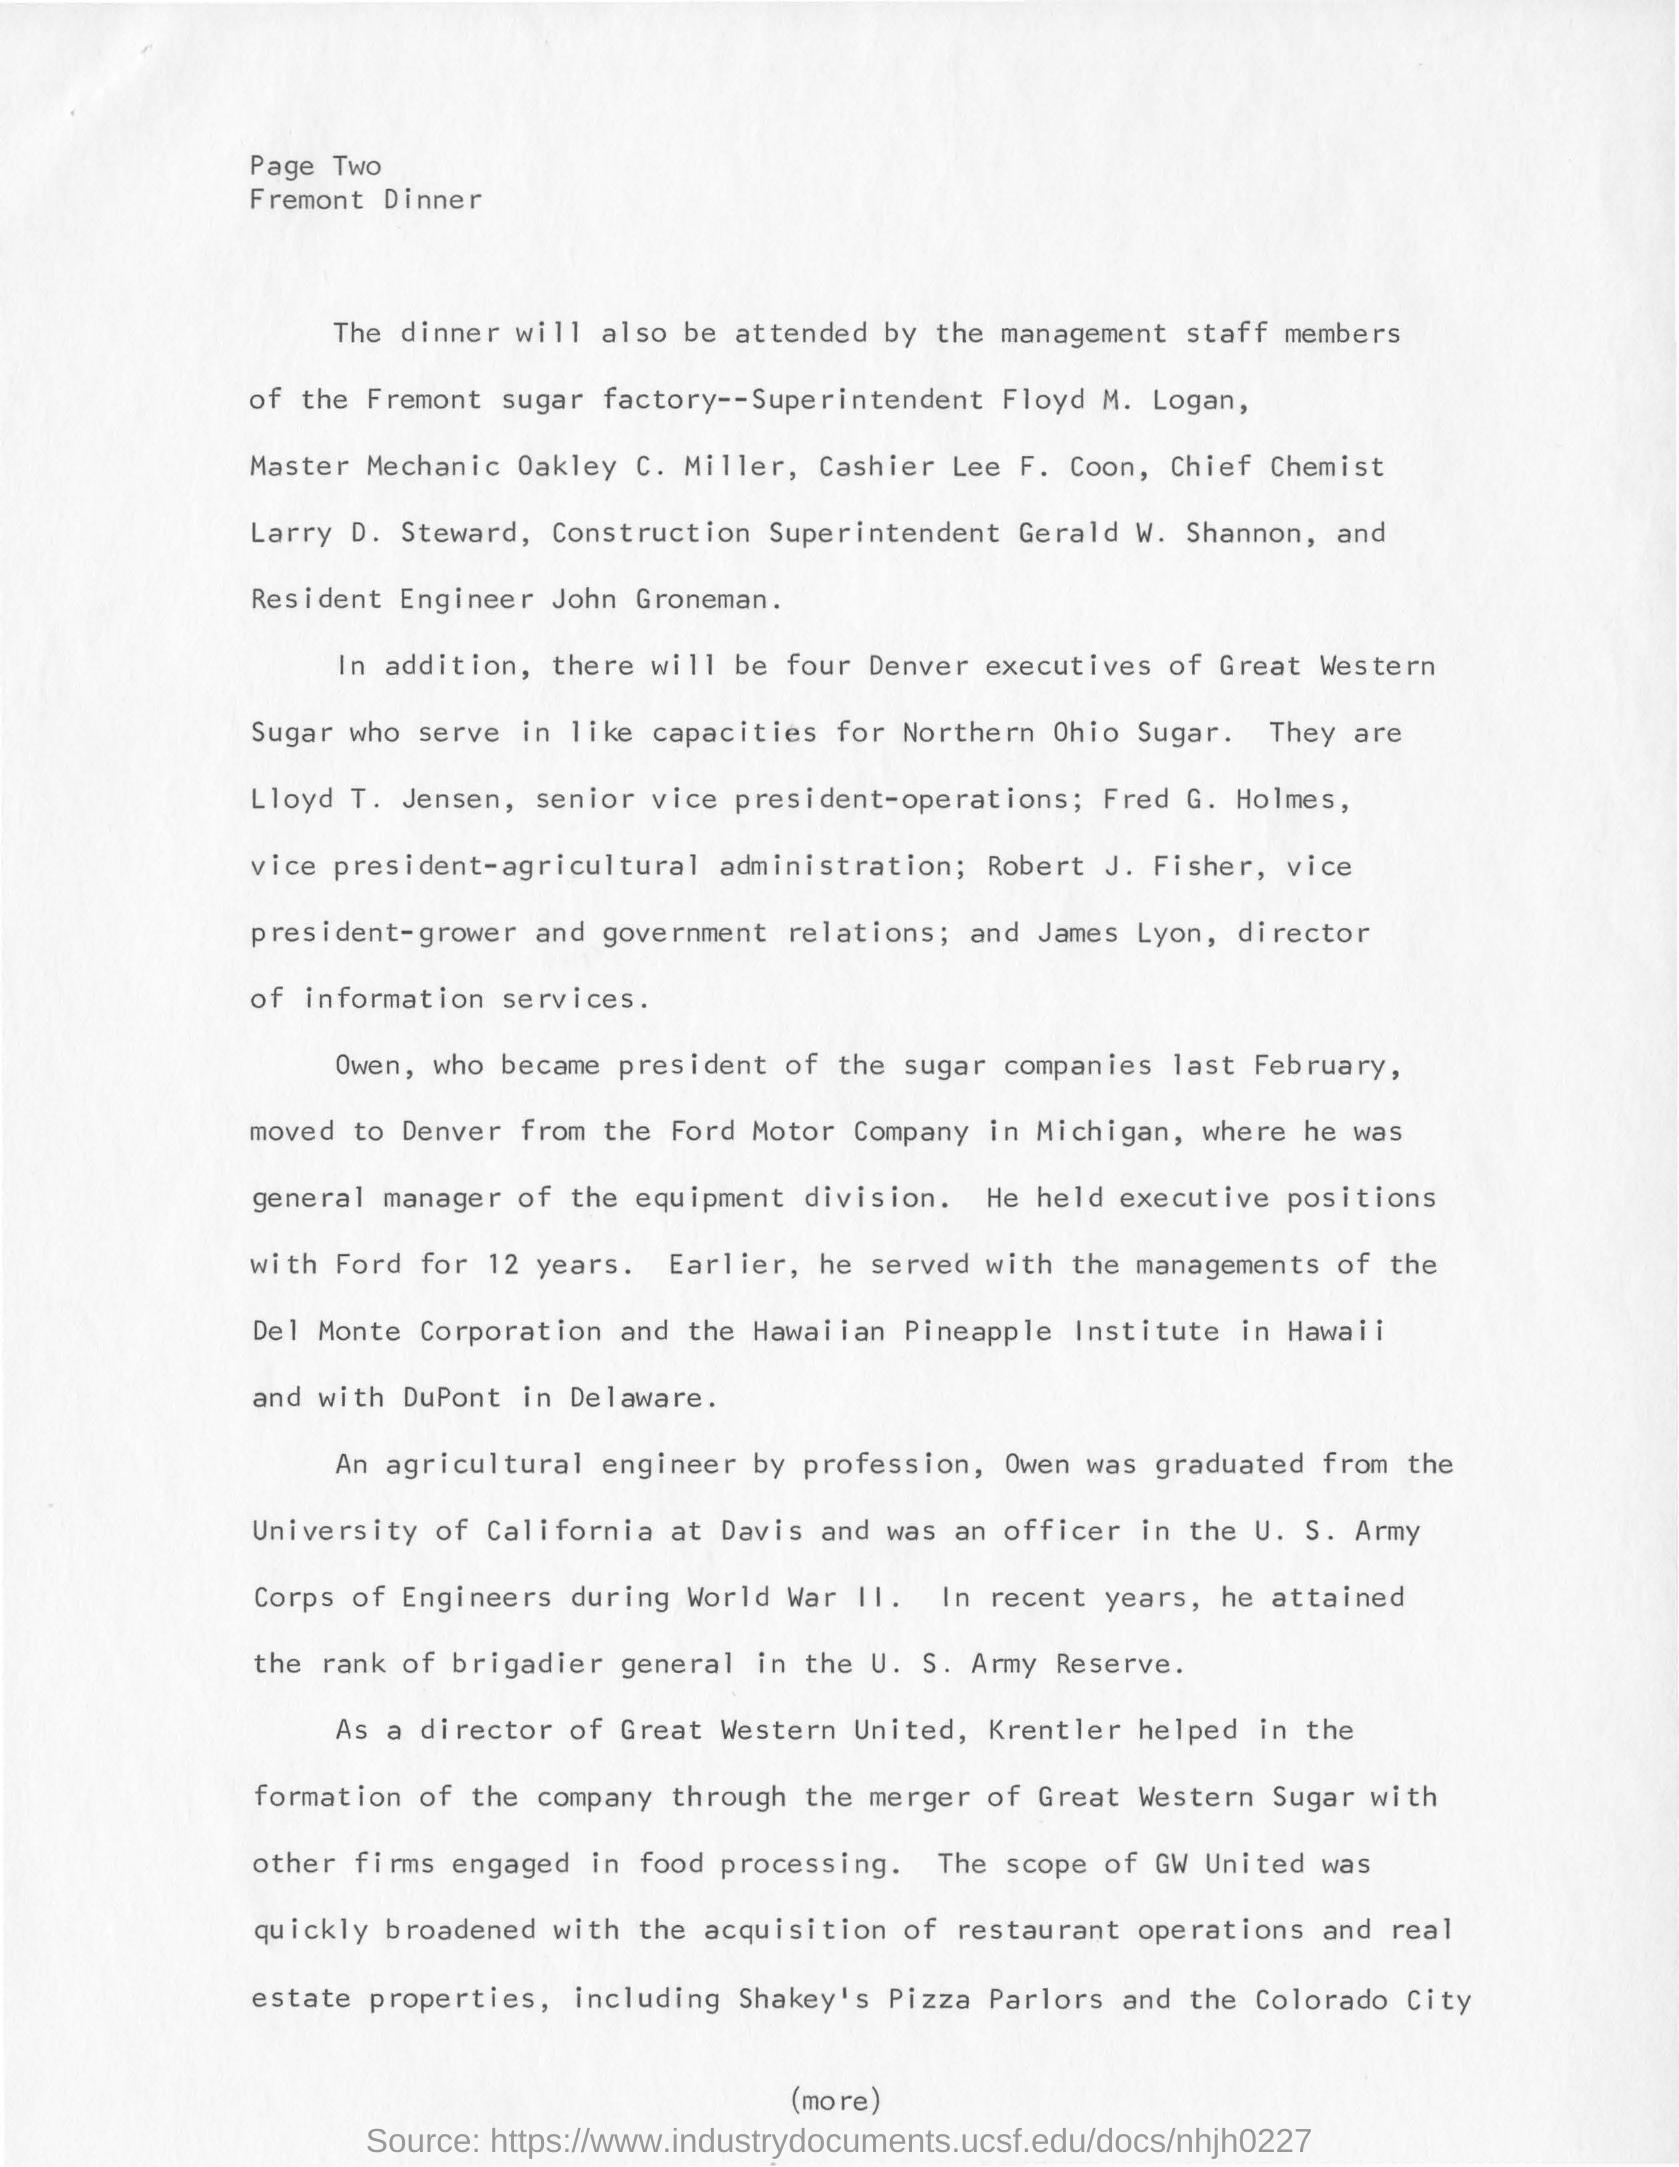 Page Two
Fremont Dinner
The dinner will also be attended by the management staff members
of the Fremont sugar factory--Superintendent Floyd M. Logan,
Master Mechanic Oakley C. Miller, Cashier Lee F. Coon, Chief Chemist
Larry D. Steward, Construction Superintendent Gerald W. Shannon, and
Resident Engineer John Groneman.
In addition, there will be four Denver executives of Great Western
Sugar who serve in like capacities for Northern Ohio Sugar. They are
Lloyd T. Jensen, senior vice president-operations; Fred G. Holmes,
vice president-agricultural administration; Robert J. Fisher, vice
president-grower and government relations; and James Lyon, director
of information services.
Owen, who became president of the sugar companies last February,
moved to Denver from the Ford Motor Company in Michigan, where he was
general manager of the equipment division. He held executive positions
with Ford for 12 years. Earlier, he served with the managements of the
Del Monte Corporation and the Hawaiian Pineapple Institute in Hawaii
and with DuPont in Delaware.
An agricultural engineer by profession, Owen was graduated from the
University of California at Davis and was an officer in the U. S. Army
Corps of Engineers during World War II. In recent years, he attained
the rank of brigadier general in the U. S. Army Reserve.
As a director of Great Western United, Krentler helped in the
formation of the company through the merger of Great Western Sugar with
other firms engaged in food processing. The scope of GW United was
quickly broadened with the acquisition of restaurant operations and real
estate properties, including Shakey's Pizza Parlors and the Colorado City
(more)
Source: https://www.industrydocuments.ucsf.edu/docs/nhjh0227